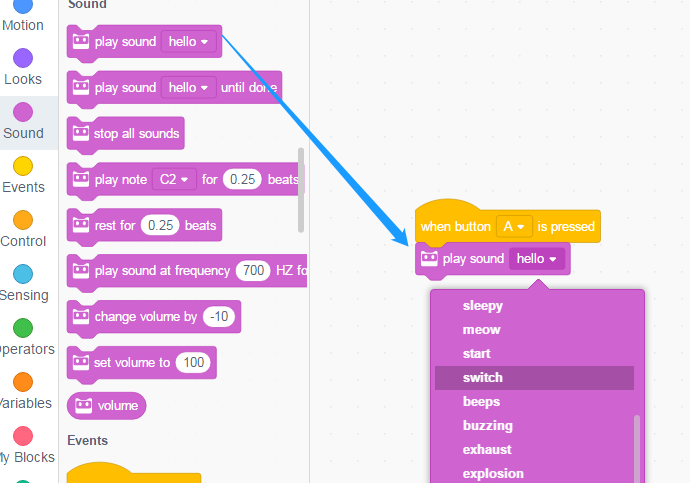 Sound
Motion
Looks
Sound
Events
Control
Sensing
Operators
Variables
My Blocks
play sound hello
play sound hello until done
stop all sounds
play note C2 for 0.25 beats
rest for 0.25 beats
play sound at frequency 700 HZ fo
change volume by -10
set volume to 100
volume
Events
when button A is pressed
play sound hello
sleepy
meow
start
switch
beeps
buzzing
exhaust
explosion